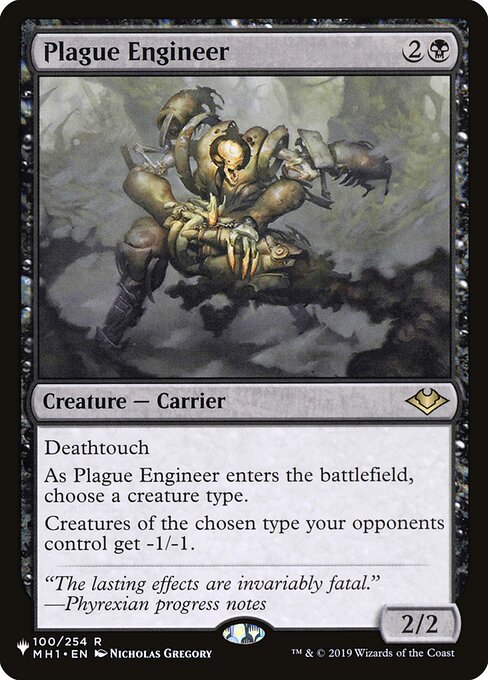 Plague Engineer 2
Creature — Carrier
Deathtouch
As Plague Engineer enters the battlefield,
choose a creature type.
Creatures of the chosen type your opponents
control get -1/-1.
“The lasting effects are invariably fatal.”
—Phyrexian progress notes
2/2
100/254 R
MH1 • EN NICHOLAS GREGORY
™ & © 2019 Wizards of the Coast